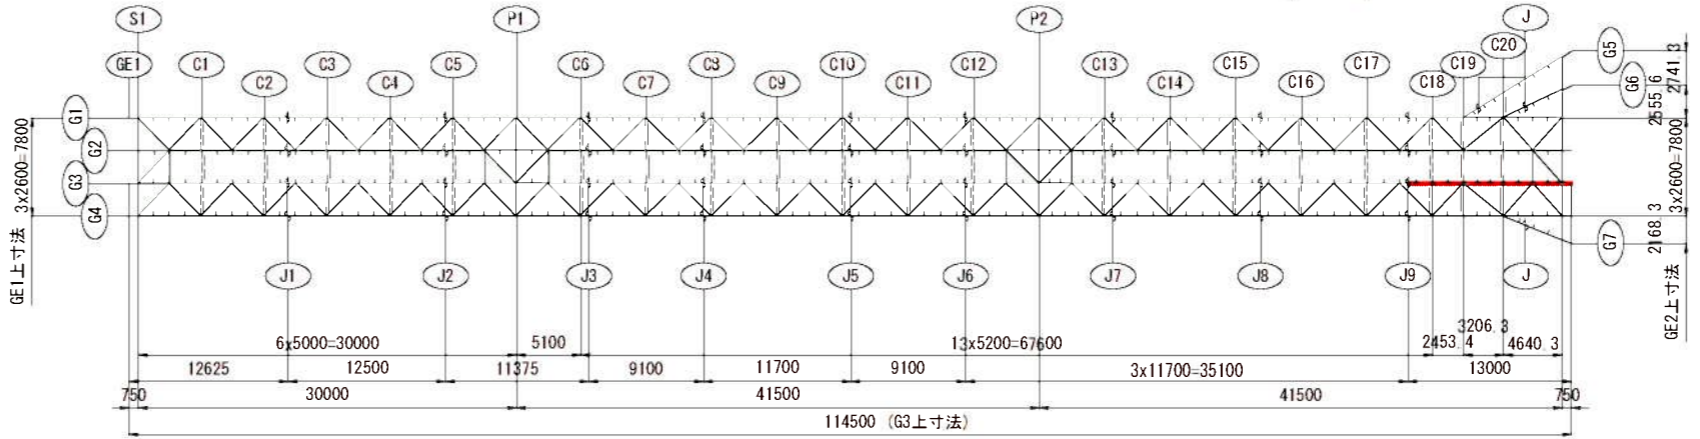 S1 P1 P2 J
GE1 C1 C2 C3 C4 C5 C6 C7 C8 C9 C10 C11 C12 C13 C14 C15 C16 C17 C18 C19 C20 G5
G6
2741.3
2555.6
G1
G2
G3
G4
3x2600=7800
GE1上寸法
3x2600=7800
2168.3
G7
GE2上寸法
J1 J2 J3 J4 J5 J6 J7 J8 J9 J
3206.3
6x5000=30000 5100 13x5200=67600 2453.4 4640.3
12625 12500 11375 9100 11700 9100 3x11700=35100 13000
750 30000 41500 41500 750
114500 (G3上寸法)